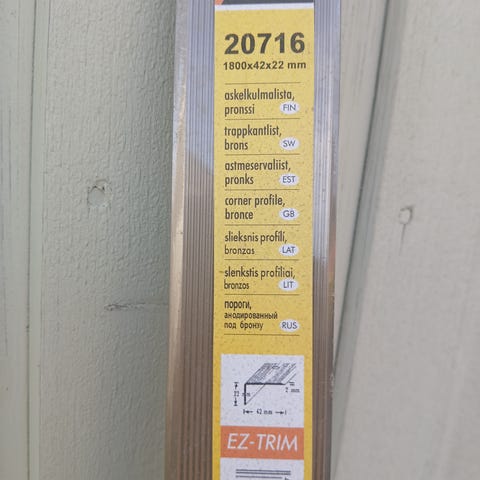 20716
1800x42x22 mm
askelkulmalista,
pronssi FIN
trappkantlist,
brons SW
astmeservaliist,
pronks EST
corner profile,
bronce GB
slieksnis profili,
bronzas LAT
slenkstis profiliai,
bronzos LIT
пороги,
анодированный
под бронзу RUS
22 mm
2 mm
42 mm
EZ-TRIM